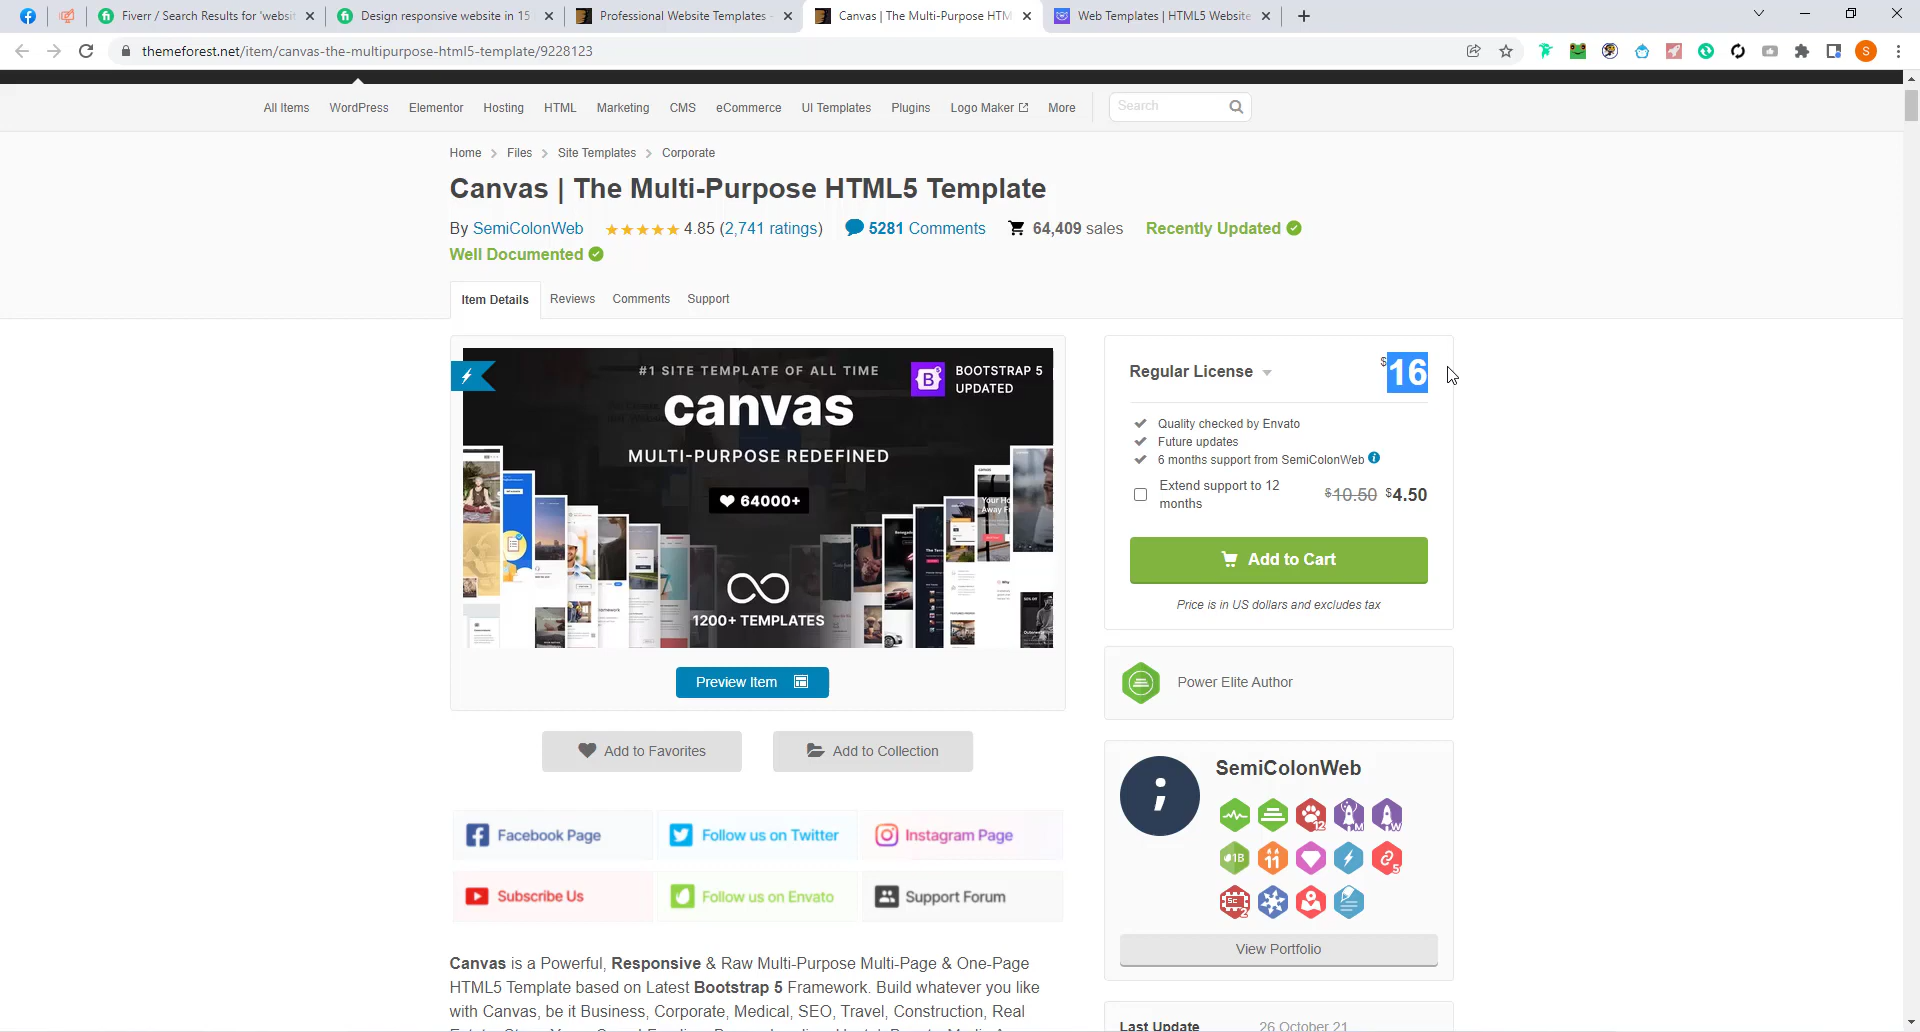 Fiverr / Search Results for 'websi
Design responsive website in 15
Professional Website Templates -
Canvas | The Multi-Purpose HTM
Web Templates | HTML5 Website
themeforest.net/item/canvas-the-multipurpose-html5-template/9228123
S
All Items
WordPress
Elementor
Hosting
HTML
Marketing
CMS
eCommerce
UI Templates
Plugins
Logo Maker
More
Search
Home > Files > Site Templates > Corporate
Canvas | The Multi-Purpose HTML5 Template
By SemiColonWeb 4.85 (2,741 ratings) 5281 Comments 64,409 sales Recently Updated
Well Documented
Item Details
Reviews
Comments
Support
#1 SITE TEMPLATE OF ALL TIME
B
BOOTSTRAP 5
UPDATED
canvas
MULTI-PURPOSE REDEFINED
64000+
1200+ TEMPLATES
Preview Item
Add to Favorites
Add to Collection
Facebook Page
Follow us on Twitter
Instagram Page
Subscribe Us
Follow us on Envato
Support Forum
Canvas is a Powerful, Responsive & Raw Multi-Purpose Multi-Page & One-Page
HTML5 Template based on Latest Bootstrap 5 Framework. Build whatever you like
with Canvas, be it Business, Corporate, Medical, SEO, Travel, Construction, Real
Regular License
$16
Quality checked by Envato
Future updates
6 months support from SemiColonWeb
Extend support to 12
months
$10.50 $4.50
Add to Cart
Price is in US dollars and excludes tax
Power Elite Author
;
SemiColonWeb
12
M
W
1B
11
5
Sc
2
View Portfolio
Last Update
26 October 21